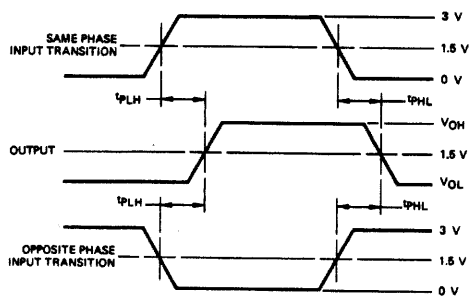 3 V
SAME PHASE
INPUT TRANSITION
1.5 V
0 V
tPLH
tPHL
VOH
OUTPUT
1.5 V
VOL
tPLH
tPHL
3 V
OPPOSITE PHASE
INPUT TRANSITION
1.5 V
0 V